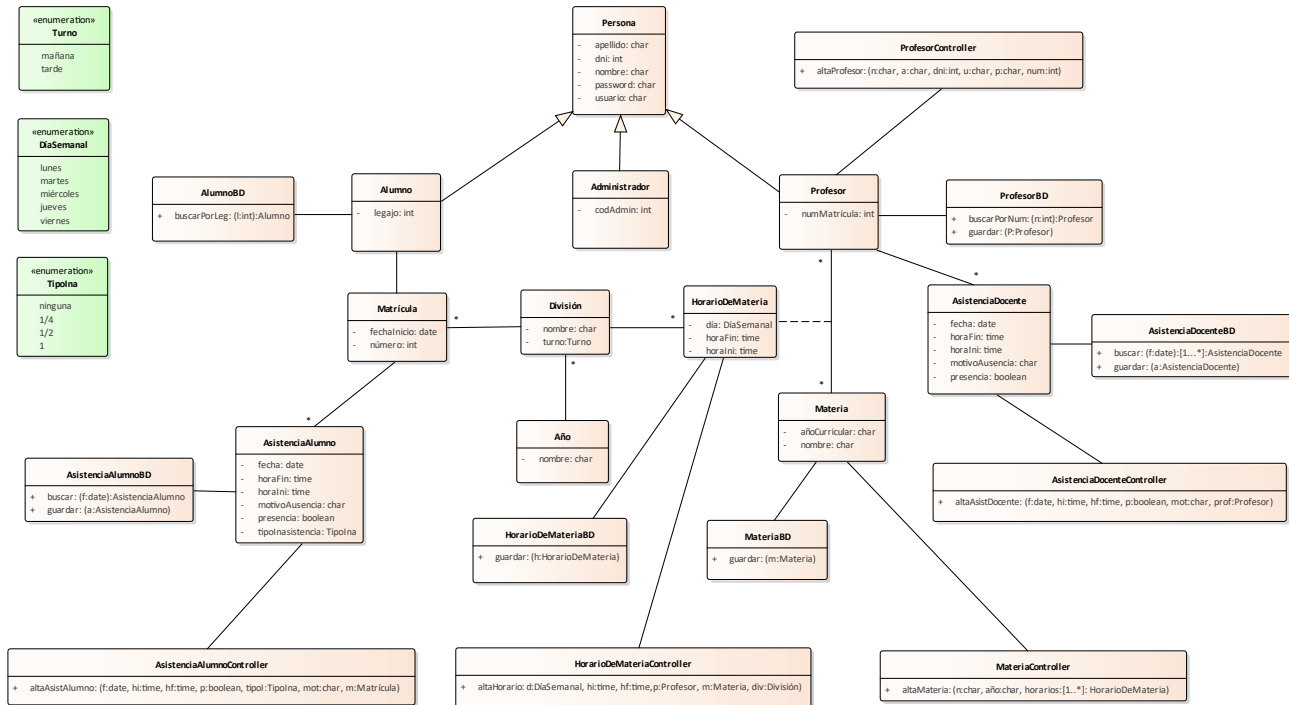 «enumeration»
Turno
mañana
tarde
«enumeration»
DíaSemanal
lunes
martes
miércoles
jueves
viernes
«enumeration»
TipoIna
ninguna
1/4
1/2
1
Persona
- apellido: char
- dni: int
- nombre: char
- password: char
- usuario: char
ProfesorController
+ altaProfesor: (n:char, a:char, dni:int, u:char, p:char, num:int)
AlumnoBD
+ buscarPorLeg: (l:int):Alumno
Alumno
- legajo: int
Administrador
- codAdmin: int
Profesor
- numMatrícula: int
ProfesorBD
+ buscarPorNum: (n:int):Profesor
+ guardar: (P:Profesor)
Matrícula
- fechaInicio: date
- número: int
*
División
- nombre: char
- turno:Turno
*
*
HorarioDeMateria
- día: DíaSemanal
- horaFin: time
- horaIni: time
*
*
*
AsistenciaDocente
- fecha: date
- horaFin: time
- horaIni: time
- motivoAusencia: char
- presencia: boolean
AsistenciaDocenteBD
+ buscar: (f:date):[1...*]:AsistenciaDocente
+ guardar: (a:AsistenciaDocente)
Materia
- añoCurricular: char
- nombre: char
Año
- nombre: char
*
AsistenciaAlumno
- fecha: date
- horaFin: time
- horaIni: time
- motivoAusencia: char
- presencia: boolean
- tipoInasistencia: TipoIna
AsistenciaAlumnoBD
+ buscar: (f:date):AsistenciaAlumno
+ guardar: (a:AsistenciaAlumno)
AsistenciaDocenteController
+ altaAsistDocente: (f:date, hi:time, hf:time, p:boolean, mot:char, prof:Profesor)
HorarioDeMateriaBD
+ guardar: (h:HorarioDeMateria)
MateriaBD
+ guardar: (m:Materia)
AsistenciaAlumnoController
+ altaAsistAlumno: (f:date, hi:time, hf:time, p:boolean, tipoI:TipoIna, mot:char, m:Matrícula)
HorarioDeMateriaController
+ altaHorario: d:DíaSemanal, hi:time, hf:time,p:Profesor, m:Materia, div:División)
MateriaController
+ altaMateria: (n:char, año:char, horarios:[1..*]: HorarioDeMateria)